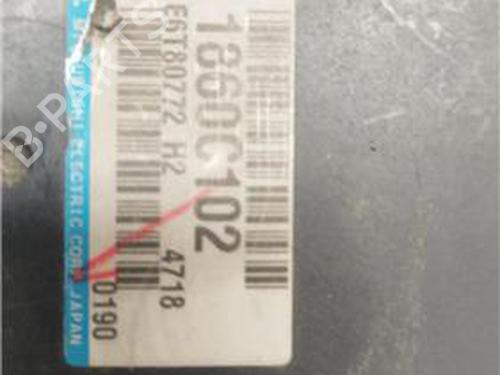 1860C102
E6T80772 H2 4718
0190
MITSUBISHI ELECTRIC CORP. JAPAN
B-PARTS